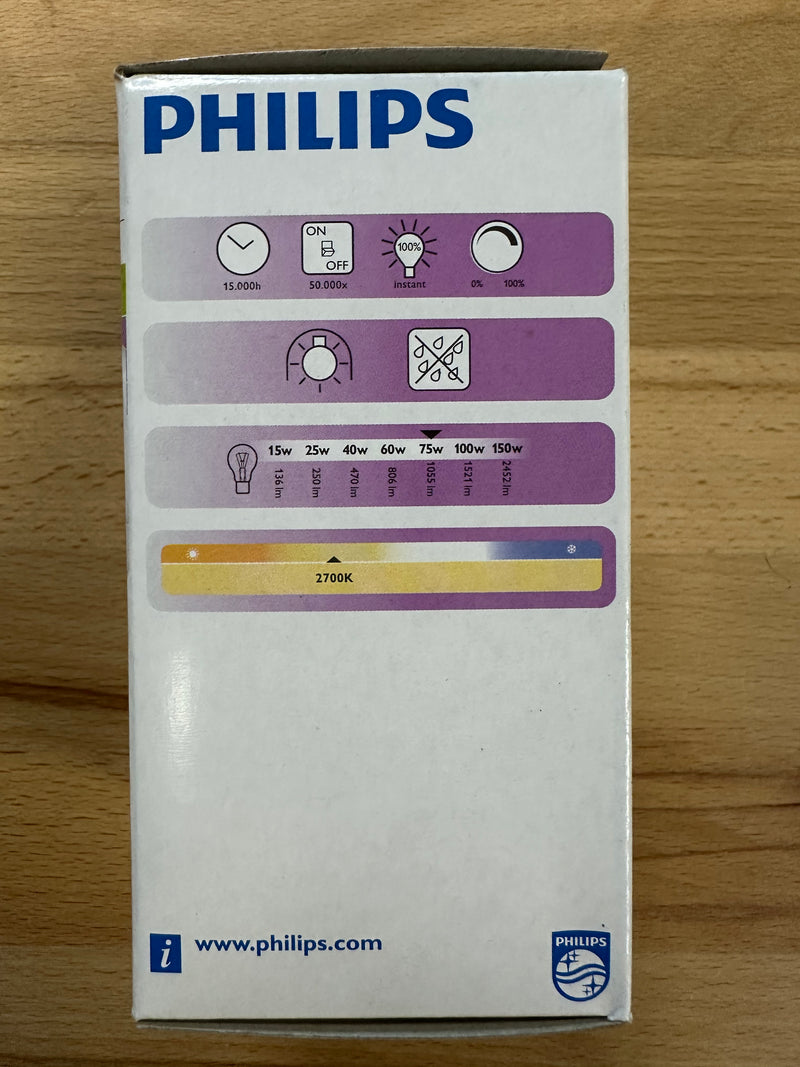 PHILIPS
ON
OFF
100%
15.000h 50.000x instant 0% 100%
15w 25w 40w 60w 75w 100w 150w
136 lm 250 lm 470 lm 806 lm 1055 lm 1521 lm 2452 lm
2700K
i www.philips.com
PHILIPS